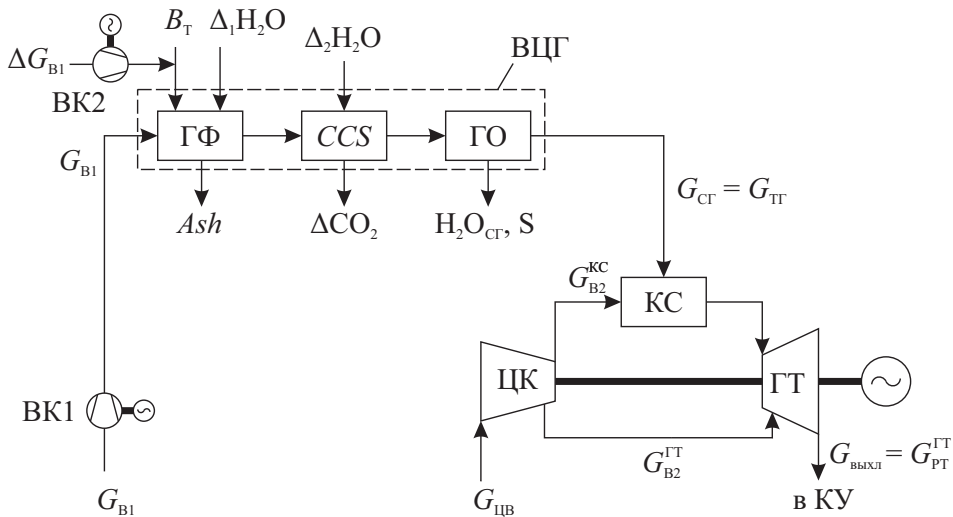 B_Т
Δ₁H₂O
Δ₂H₂O
ВЦГ
ΔG_В1
ВК2
ГФ
CCS
ГО
G_В1
Ash
ΔCO₂
H₂O_СГ, S
G_СГ = G_ТГ
G_В2^КС
КС
ЦК
ГТ
ВК1
G_В2^ГТ
G_выхл = G_РТ^ГТ
G_В1
G_ЦВ
в КУ